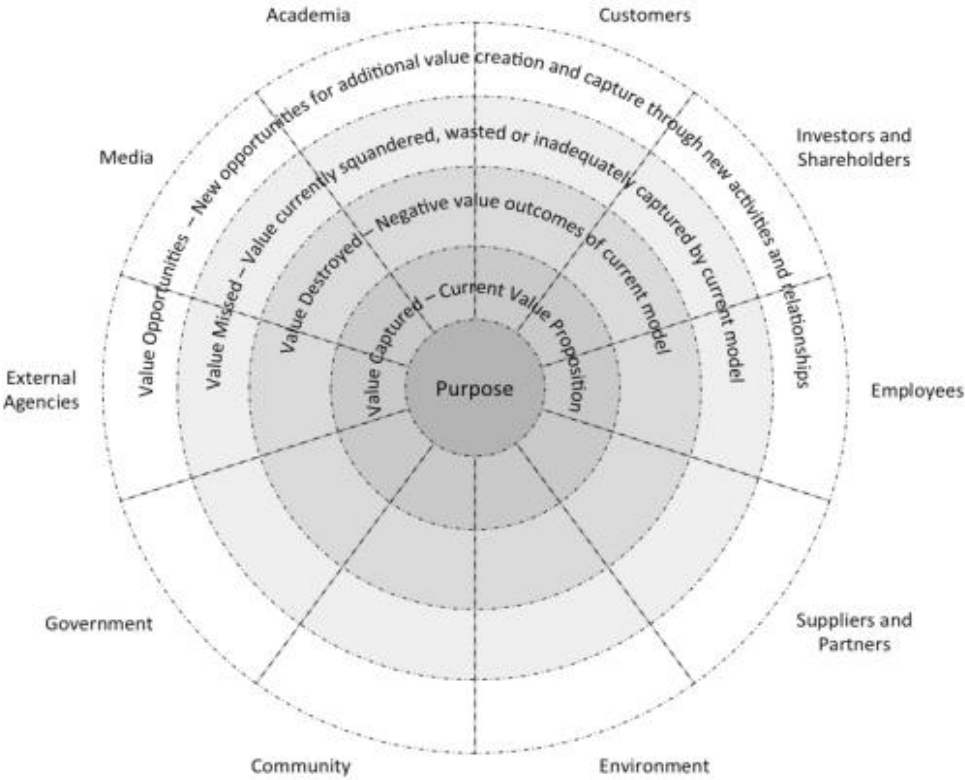 Academia
Customers
Media
Investors and
Shareholders
External
Agencies
Employees
Government
Suppliers and
Partners
Community
Environment
Value Opportunities – New opportunities for additional value creation and capture through new activities and relationships
Value Missed – Value currently squandered, wasted or inadequately captured by current model
Value Destroyed – Negative value outcomes of current model
Value Captured – Current Value Proposition
Purpose